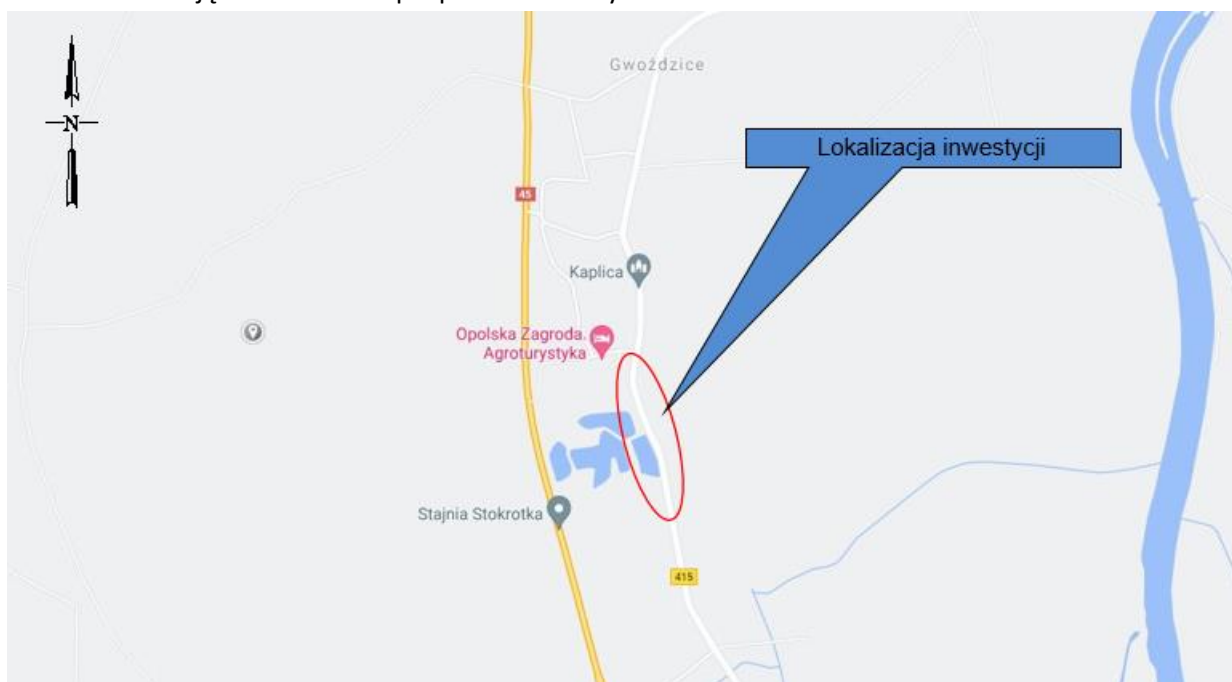 Gwoździce
N
Lokalizacja inwestycji
45
Kaplica
Opolska Zagroda.
Agroturystyka
Stajnia Stokrotka
415